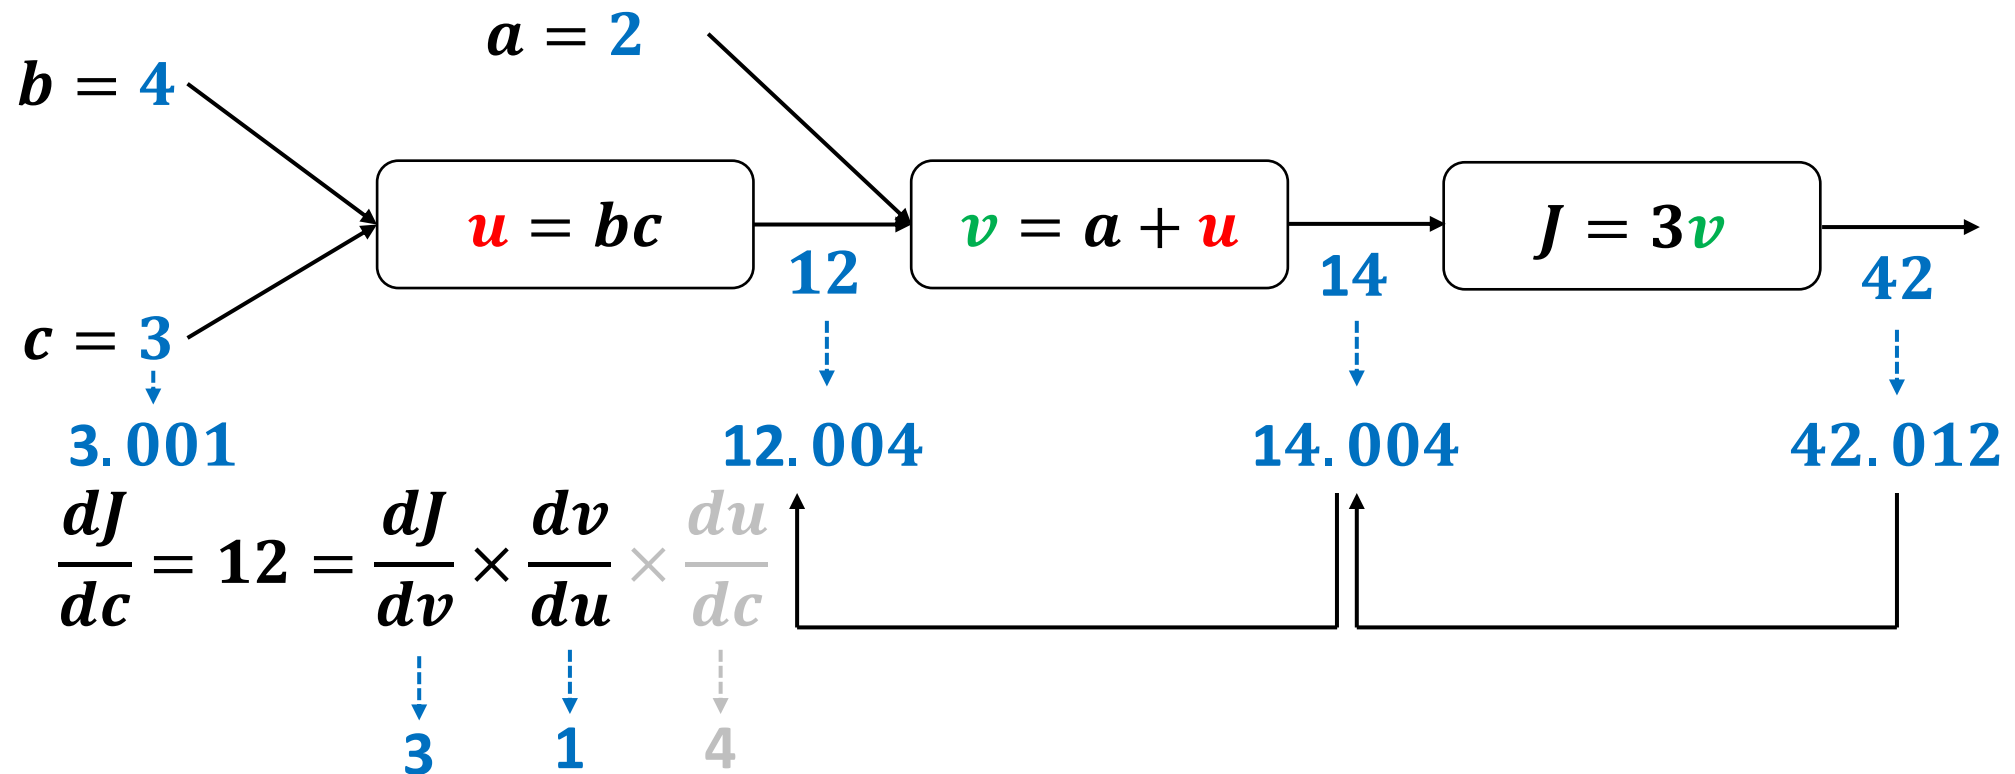 a = 2
b = 4
u = bc
v = a + u
J = 3v
12
14
42
c = 3
3.001
12.004
14.004
42.012
dJ/dc = 12 = dJ/dv × dv/du × du/dc
3
1
4